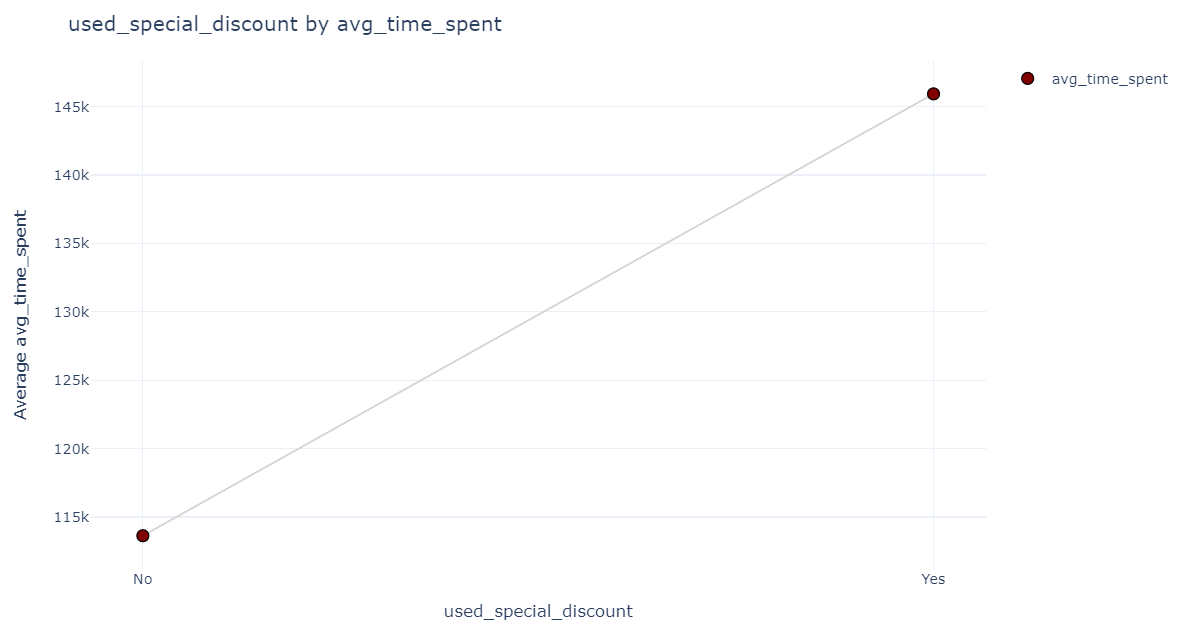 used_special_discount by avg_time_spent
avg_time_spent
Average avg_time_spent
145k
140k
135k
130k
125k
120k
115k
No
Yes
used_special_discount